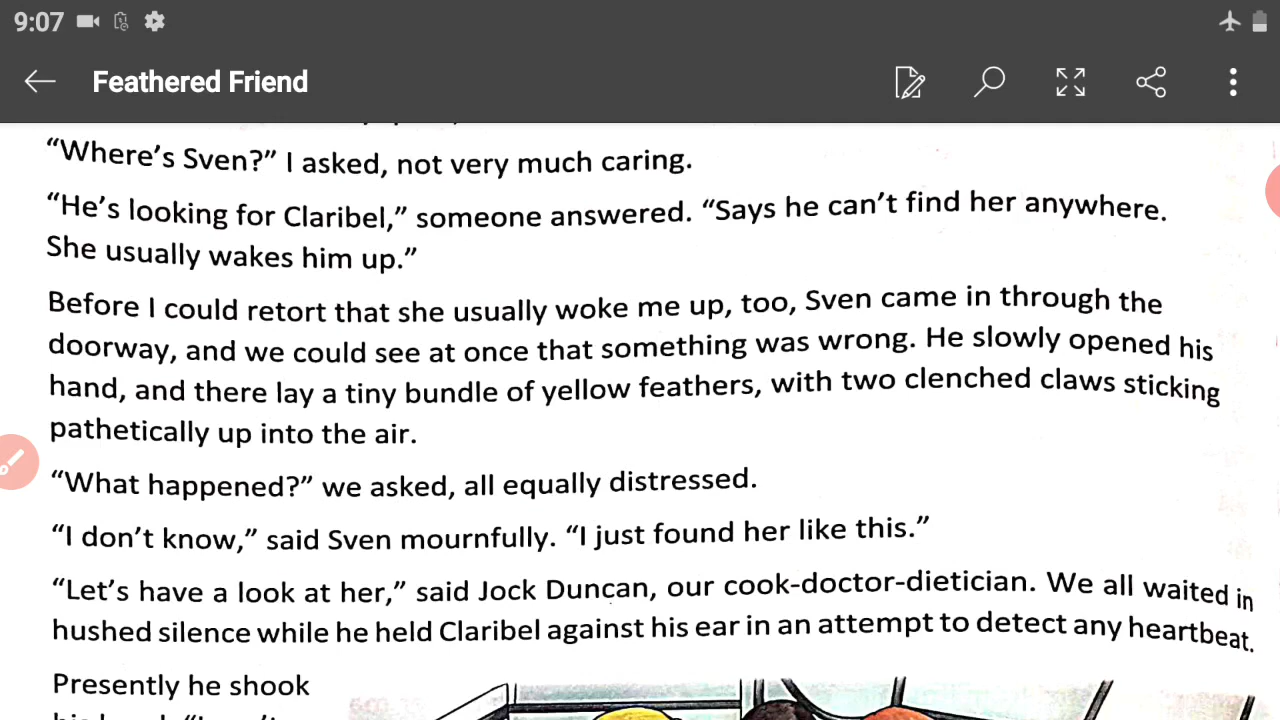 9:07
Feathered Friend
“Where’s Sven?” I asked, not very much caring.
“He’s looking for Claribel,” someone answered. “Says he can’t find her anywhere.
She usually wakes him up.”
Before I could retort that she usually woke me up, too, Sven came in through the
doorway, and we could see at once that something was wrong. He slowly opened his
hand, and there lay a tiny bundle of yellow feathers, with two clenched claws sticking
pathetically up into the air.
“What happened?” we asked, all equally distressed.
“I don’t know,” said Sven mournfully. “I just found her like this.”
“Let’s have a look at her,” said Jock Duncan, our cook-doctor-dietician. We all waited in
hushed silence while he held Claribel against his ear in an attempt to detect any heartbeat.
Presently he shook